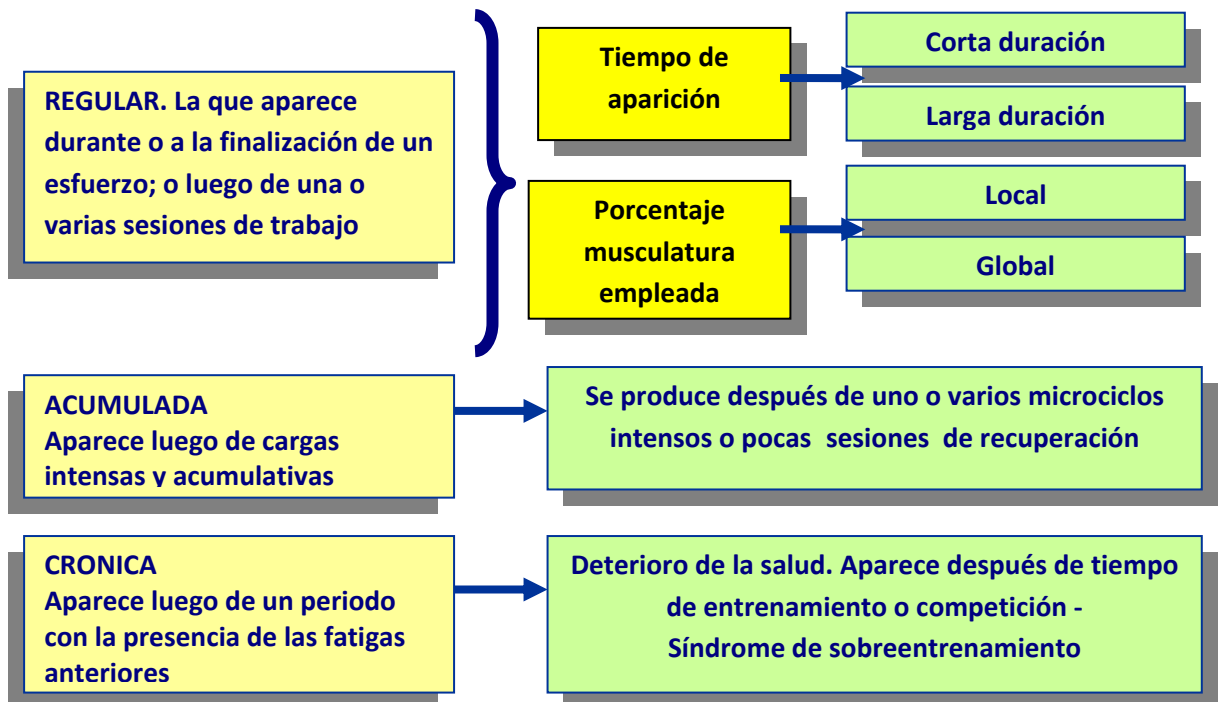 REGULAR. La que aparece
durante o a la finalización de un
esfuerzo; o luego de una o
varias sesiones de trabajo
Tiempo de
aparición
Corta duración
Larga duración
Porcentaje
musculatura
empleada
Local
Global
ACUMULADA
Aparece luego de cargas
intensas y acumulativas
Se produce después de uno o varios microciclos
intensos o pocas sesiones de recuperación
CRONICA
Aparece luego de un periodo
con la presencia de las fatigas
anteriores
Deterioro de la salud. Aparece después de tiempo
de entrenamiento o competición -
Síndrome de sobreentrenamiento